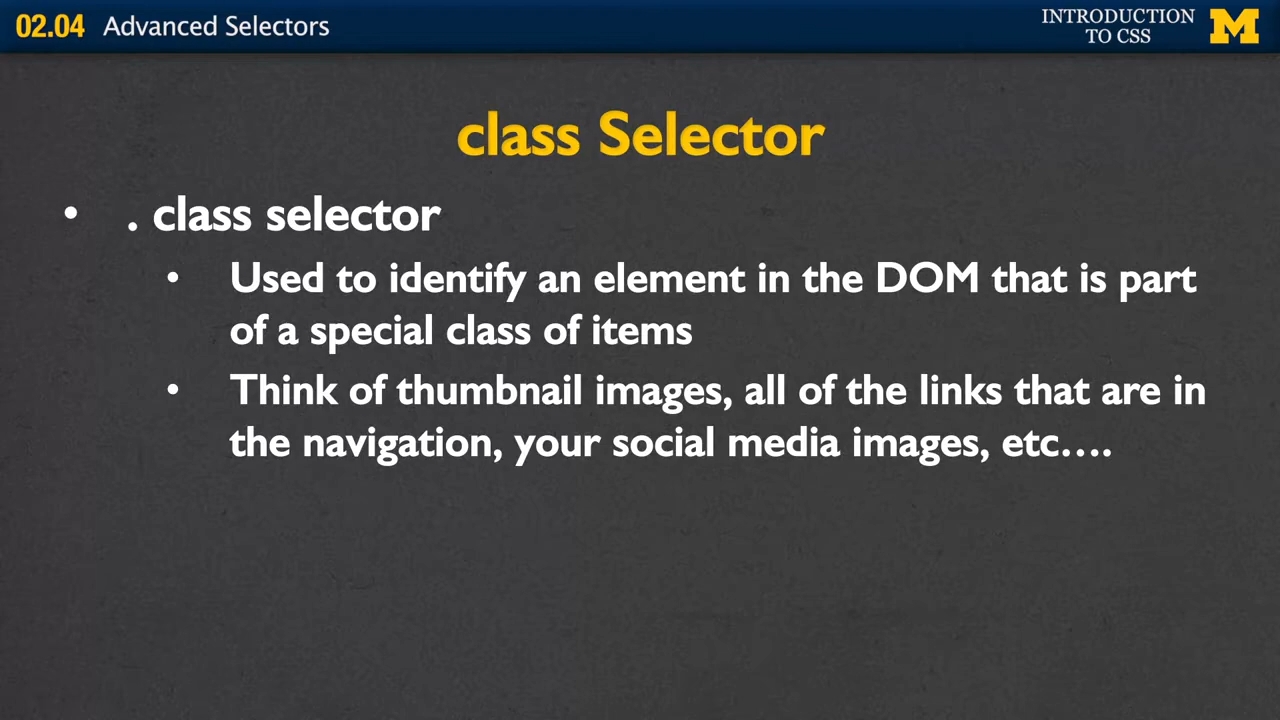 02.04 Advanced Selectors
INTRODUCTION
TO CSS
M
class Selector
• . class selector
• Used to identify an element in the DOM that is part
of a special class of items
• Think of thumbnail images, all of the links that are in
the navigation, your social media images, etc….